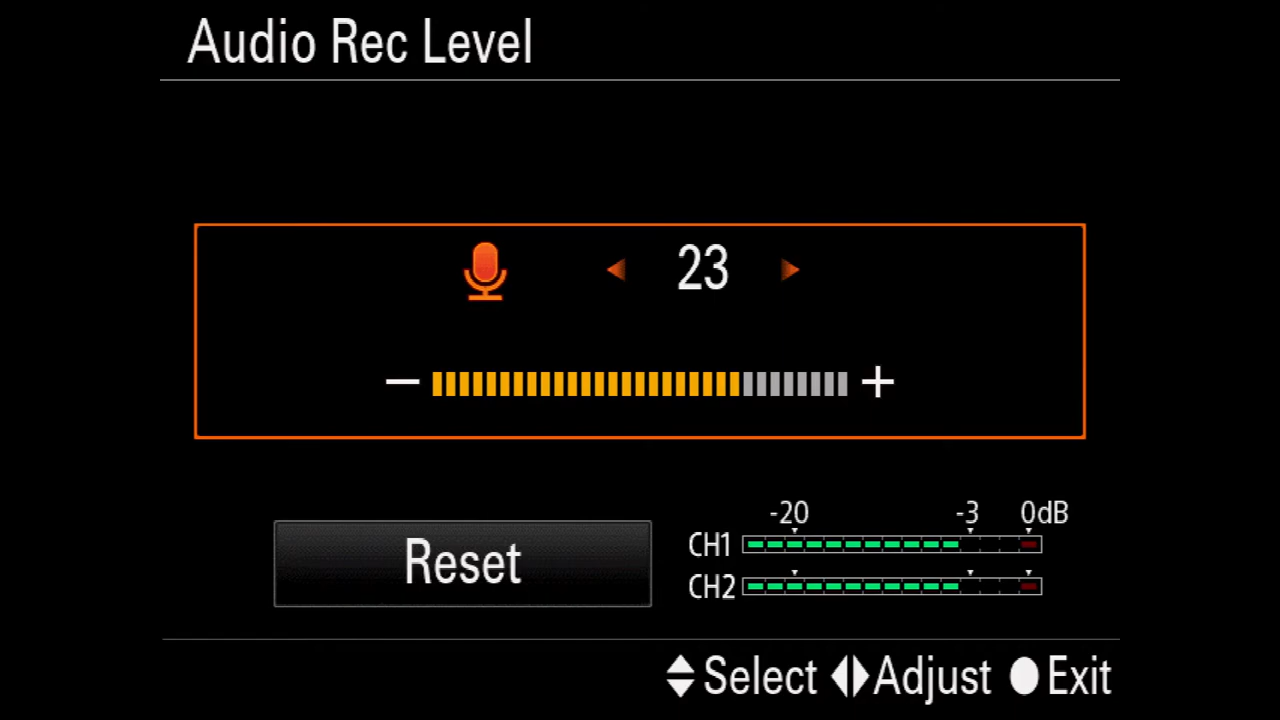 Audio Rec Level
23
− +
-20 -3 0dB
Reset
CH1
CH2
Select Adjust Exit